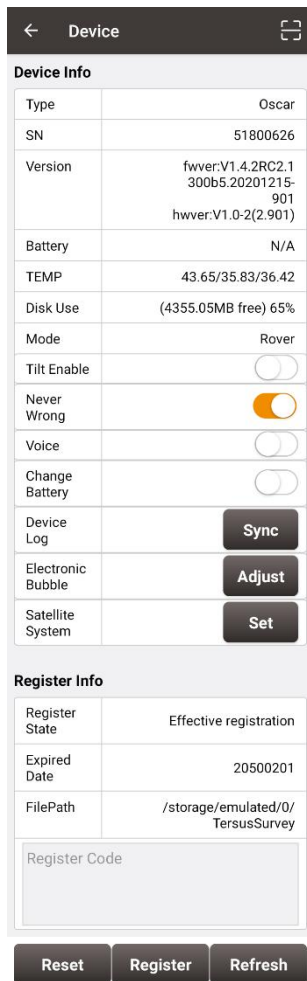 Device
Device Info
Type Oscar
SN 51800626
Version fwver:V1.4.2RC2.1
300b5.20201215-
901
hwver:V1.0-2(2.901)
Battery N/A
TEMP 43.65/35.83/36.42
Disk Use (4355.05MB free) 65%
Mode Rover
Tilt Enable
Never
Wrong
Voice
Change
Battery
Device
Log
Sync
Electronic
Bubble
Adjust
Satellite
System
Set
Register Info
Register
State
Effective registration
Expired
Date
20500201
FilePath /storage/emulated/0/
TersusSurvey
Register Code
Reset Register Refresh